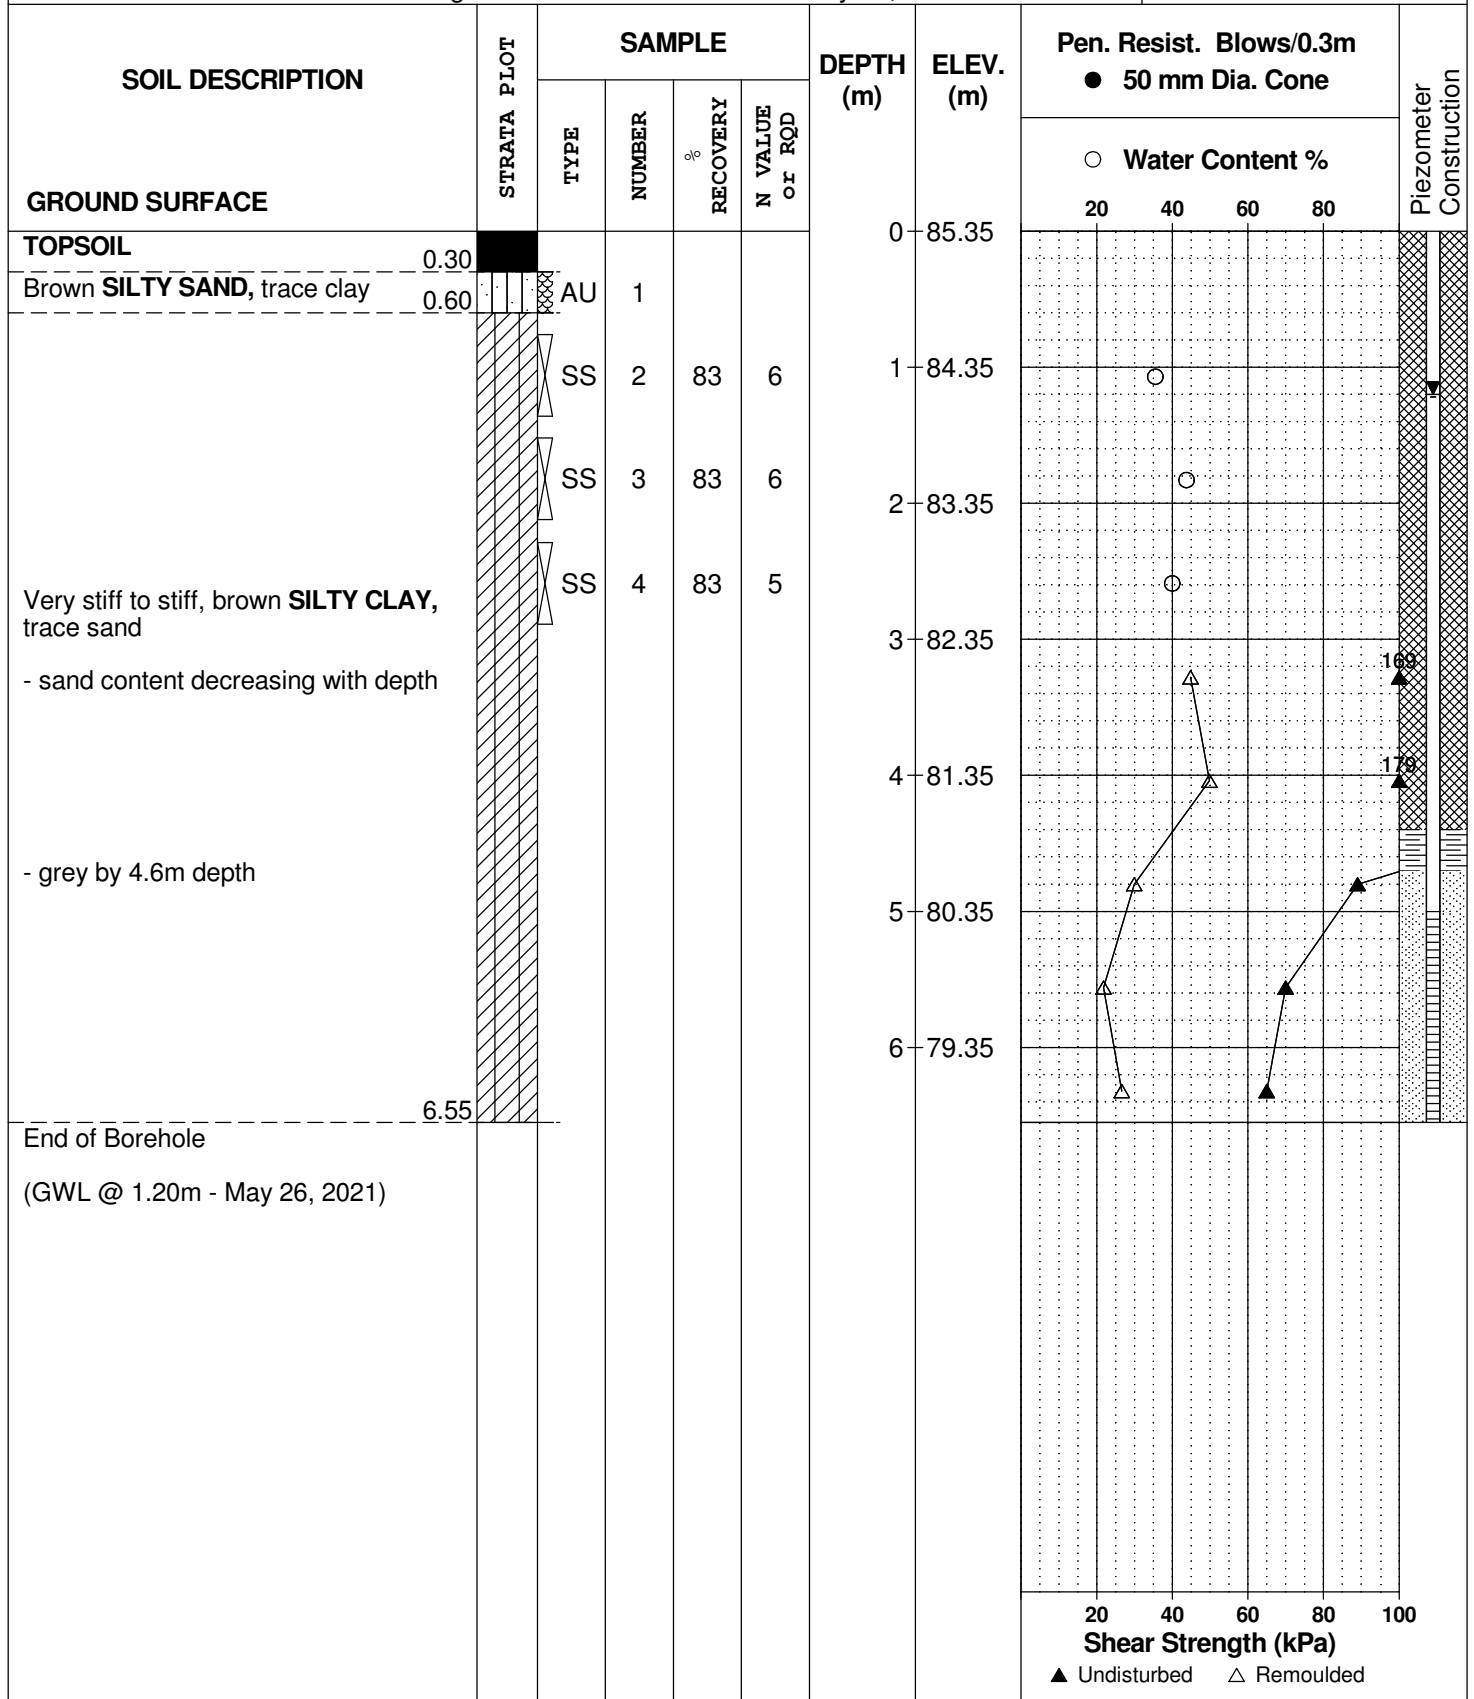 SOIL DESCRIPTION
GROUND SURFACE
STRATA PLOT
SAMPLE
TYPE
NUMBER
% RECOVERY
N VALUE or RQD
DEPTH (m)
ELEV. (m)
Pen. Resist. Blows/0.3m
● 50 mm Dia. Cone
○ Water Content %
20 40 60 80
Piezometer Construction
0 85.35
TOPSOIL
0.30
Brown SILTY SAND, trace clay
0.60
AU 1
1 84.35
SS 2 83 6
SS 3 83 6
2 83.35
SS 4 83 5
Very stiff to stiff, brown SILTY CLAY,
trace sand
3 82.35
169
- sand content decreasing with depth
179
4 81.35
- grey by 4.6m depth
5 80.35
6 79.35
6.55
End of Borehole
(GWL @ 1.20m - May 26, 2021)
20 40 60 80 100
Shear Strength (kPa)
▲ Undisturbed △ Remoulded